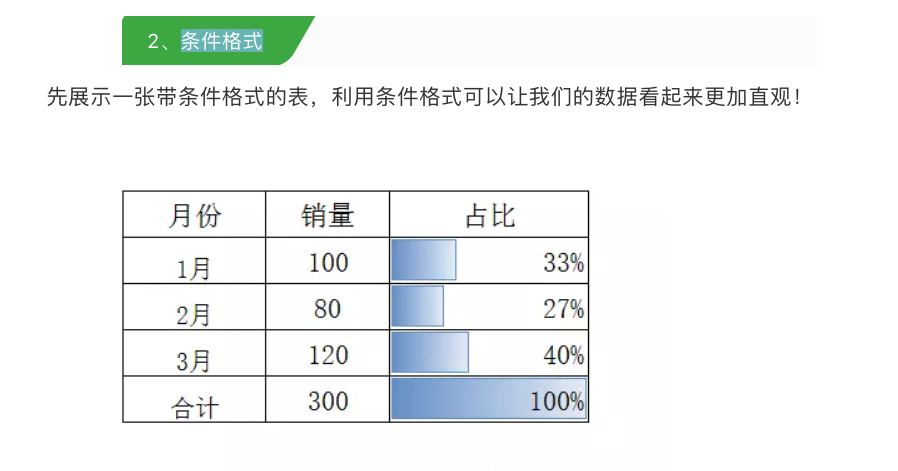 2、条件格式
先展示一张带条件格式的表，利用条件格式可以让我们的数据看起来更加直观！
月份 销量 占比
1月 100 33%
2月 80 27%
3月 120 40%
合计 300 100%